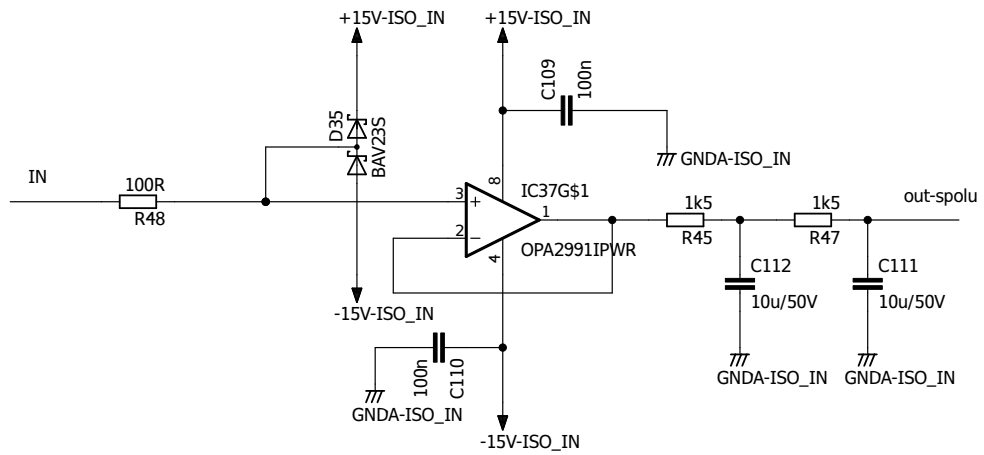 +15V-ISO_IN
+15V-ISO_IN
C109
100n
D35
BAV23S
GNDA-ISO_IN
IN
100R
R48
3
8
IC37G$1
1
2
4
OPA2991IPWR
1k5
R45
1k5
R47
out-spolu
C112
10u/50V
C111
10u/50V
-15V-ISO_IN
100n
C110
GNDA-ISO_IN
GNDA-ISO_IN
GNDA-ISO_IN
-15V-ISO_IN